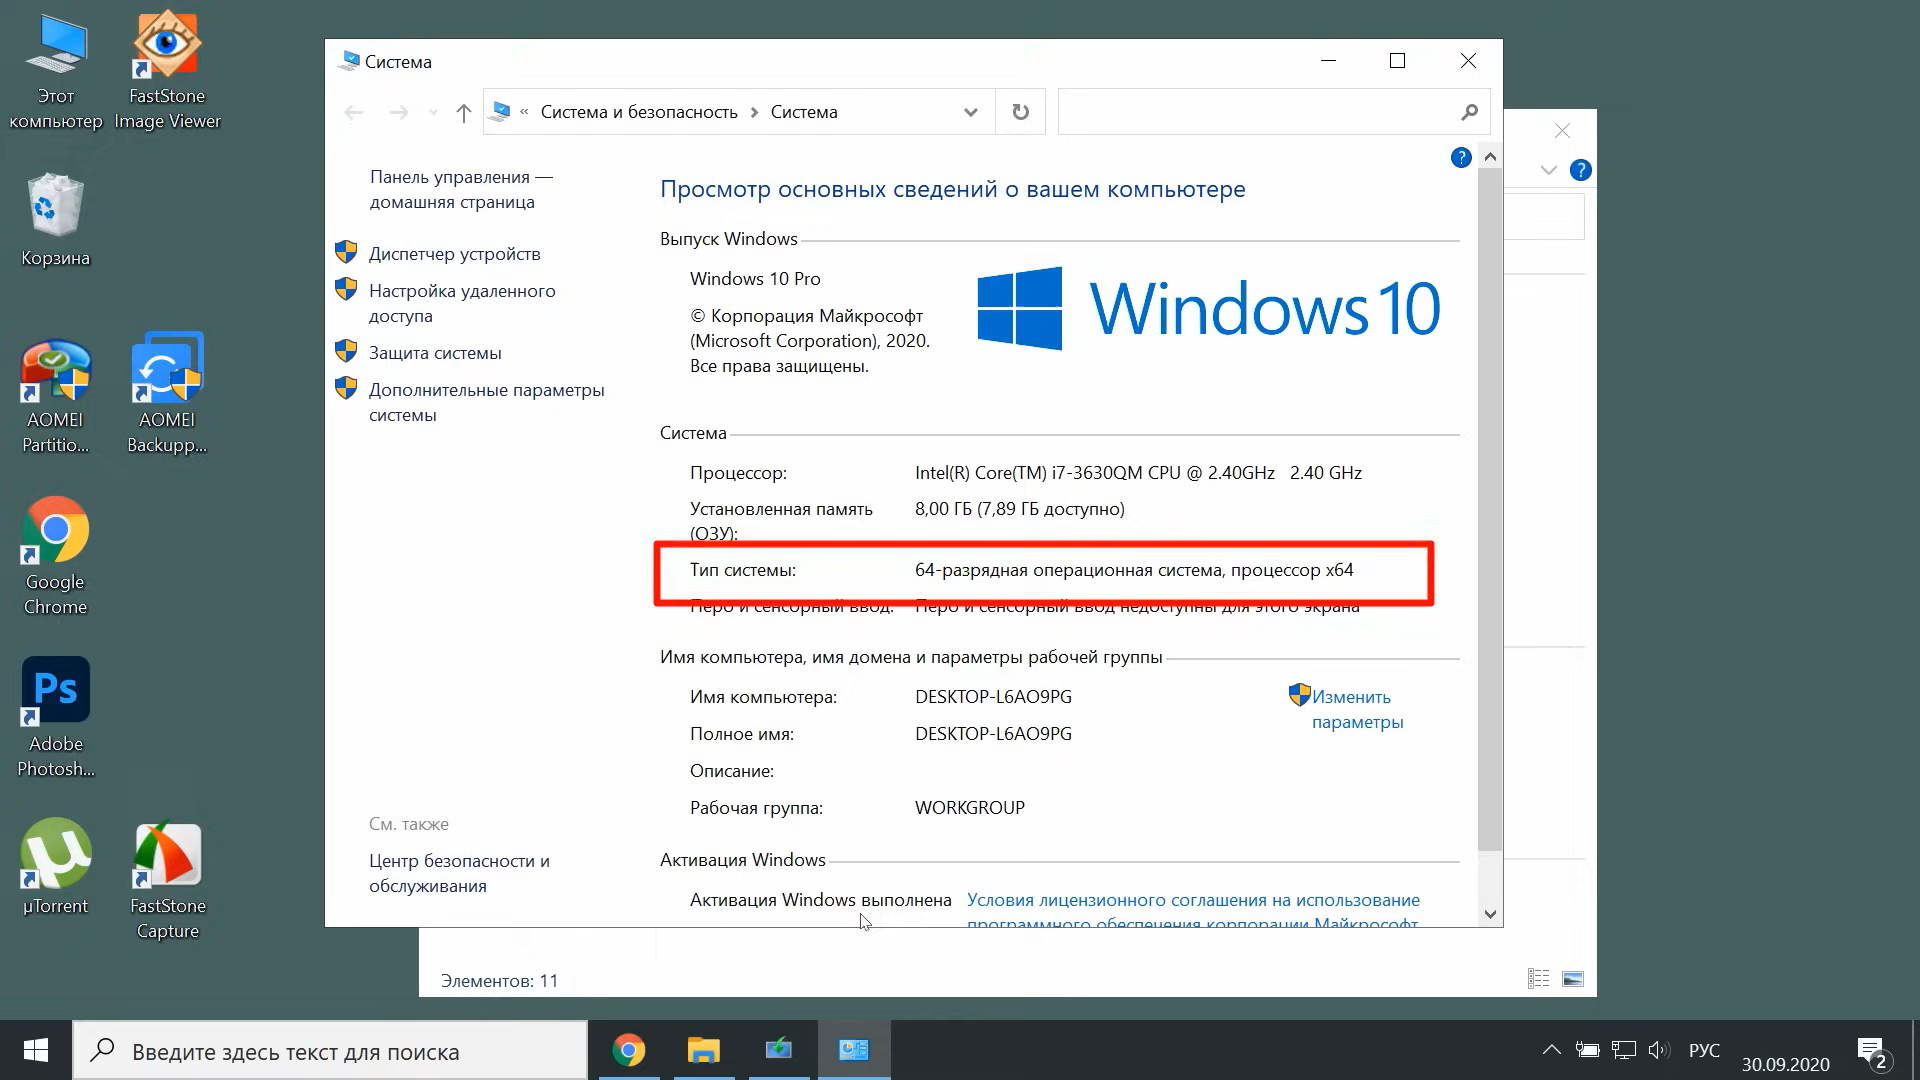 Этот
компьютер
FastStone
Image Viewer
Корзина
AOMEI
Partitio...
AOMEI
Backupp...
Google
Chrome
Ps
Adobe
Photosh...
µTorrent
FastStone
Capture
Система
« Система и безопасность > Система
Панель управления —
домашняя страница
Диспетчер устройств
Настройка удаленного
доступа
Защита системы
Дополнительные параметры
системы
См. также
Центр безопасности и
обслуживания
Просмотр основных сведений о вашем компьютере
Выпуск Windows
Windows 10 Pro
© Корпорация Майкрософт
(Microsoft Corporation), 2020.
Все права защищены.
Windows 10
Система
Процессор: Intel(R) Core(TM) i7-3630QM CPU @ 2.40GHz 2.40 GHz
Установленная память 8,00 ГБ (7,89 ГБ доступно)
(ОЗУ):
Тип системы: 64-разрядная операционная система, процессор x64
Перо и сенсорный ввод: Перо и сенсорный ввод недоступны для этого экрана
Имя компьютера, имя домена и параметры рабочей группы
Имя компьютера: DESKTOP-L6AO9PG
Изменить
параметры
Полное имя: DESKTOP-L6AO9PG
Описание:
Рабочая группа: WORKGROUP
Активация Windows
Активация Windows выполнена Условия лицензионного соглашения на использование
программного обеспечения корпорации Майкрософт
Элементов: 11
Введите здесь текст для поиска
РУС
30.09.2020
2